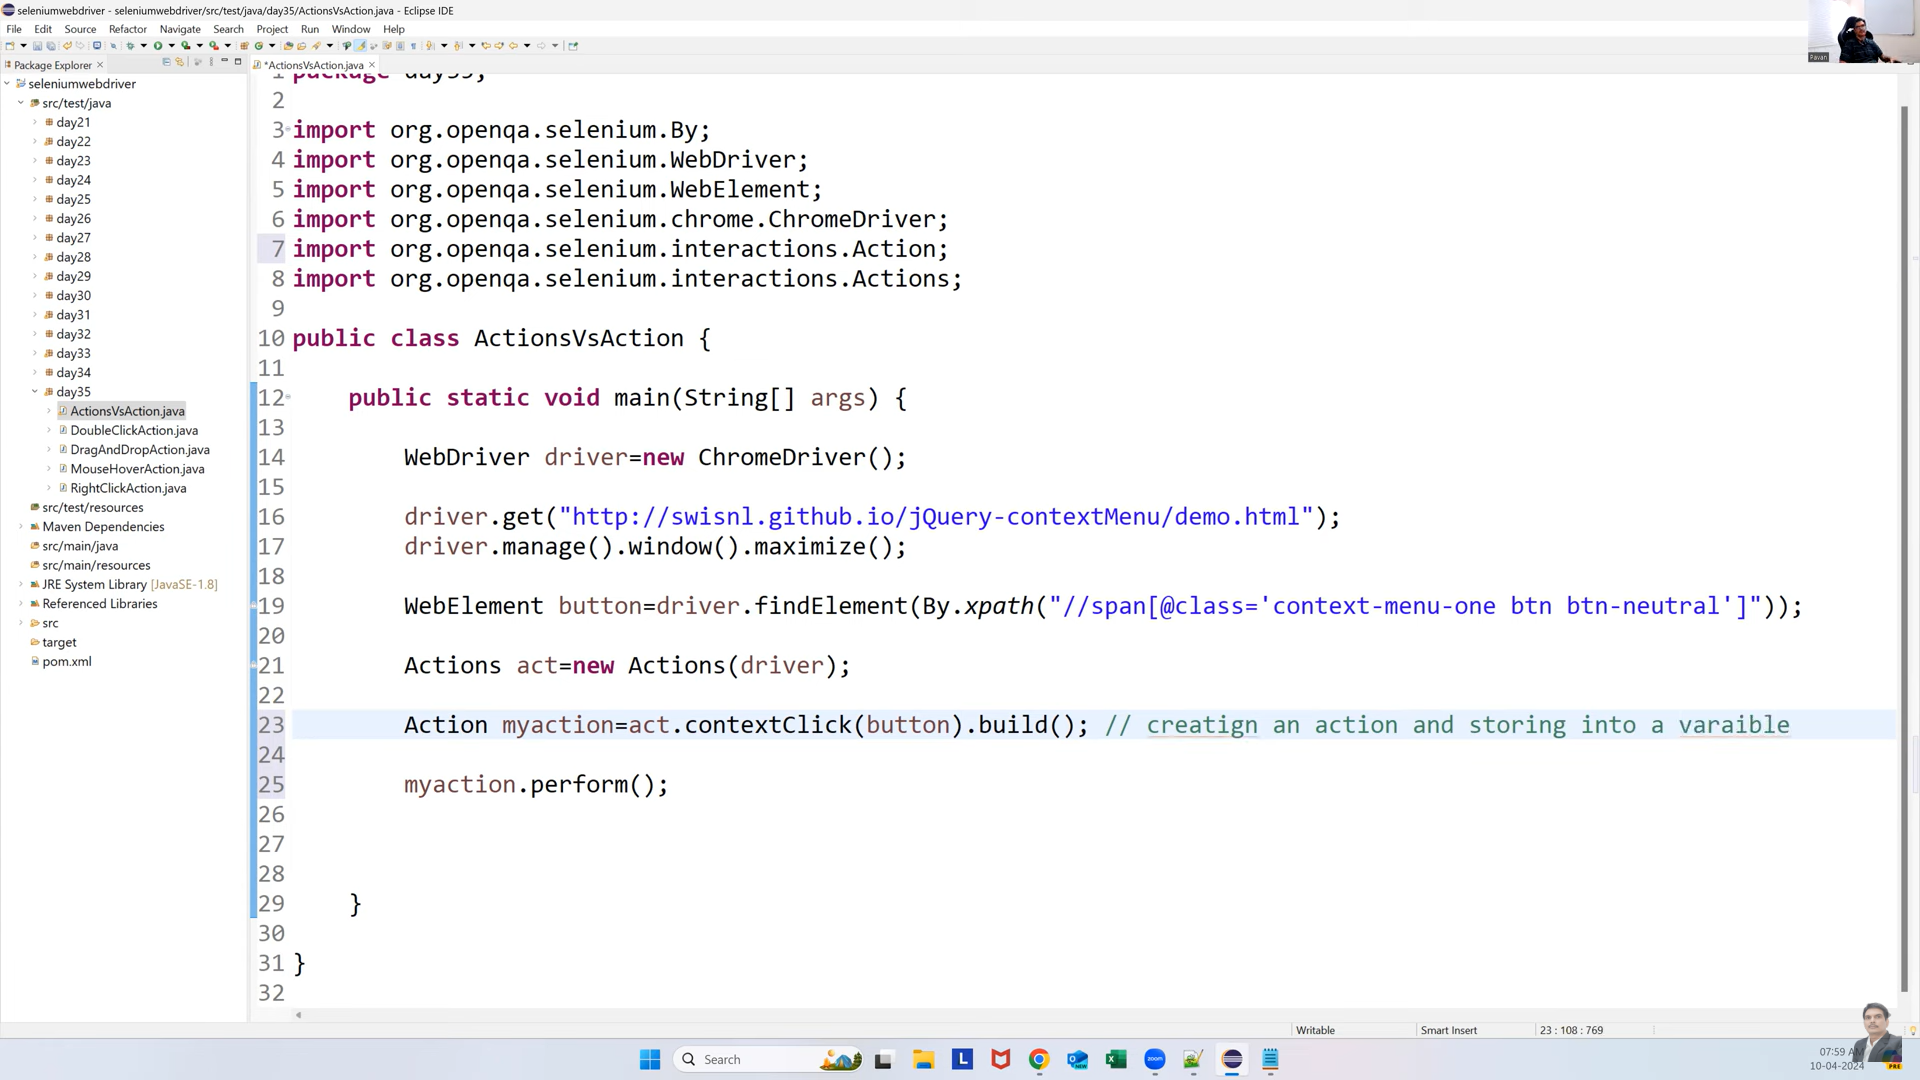 seleniumwebdriver - seleniumwebdriver/src/test/java/day35/ActionsVsAction.java - Eclipse IDE
File Edit Source Refactor Navigate Search Project Run Window Help
Package Explorer
*ActionsVsAction.java
seleniumwebdriver
src/test/java
day21
day22
day23
day24
day25
day26
day27
day28
day29
day30
day31
day32
day33
day34
day35
ActionsVsAction.java
DoubleClickAction.java
DragAndDropAction.java
MouseHoverAction.java
RightClickAction.java
src/test/resources
Maven Dependencies
src/main/java
src/main/resources
JRE System Library [JavaSE-1.8]
Referenced Libraries
src
target
pom.xml
1 package day35;
2
3 import org.openqa.selenium.By;
4 import org.openqa.selenium.WebDriver;
5 import org.openqa.selenium.WebElement;
6 import org.openqa.selenium.chrome.ChromeDriver;
7 import org.openqa.selenium.interactions.Action;
8 import org.openqa.selenium.interactions.Actions;
9
10 public class ActionsVsAction {
11
12 public static void main(String[] args) {
13
14 WebDriver driver=new ChromeDriver();
15
16 driver.get("http://swisnl.github.io/jQuery-contextMenu/demo.html");
17 driver.manage().window().maximize();
18
19 WebElement button=driver.findElement(By.xpath("//span[@class='context-menu-one btn btn-neutral']"));
20
21 Actions act=new Actions(driver);
22
23 Action myaction=act.contextClick(button).build(); // creatign an action and storing into a varaible
24
25 myaction.perform();
26
27
28
29 }
30
31 }
32
Writable
Smart Insert
23 : 108 : 769
Search
07:59 AM
10-04-2024
PRE
Pavan